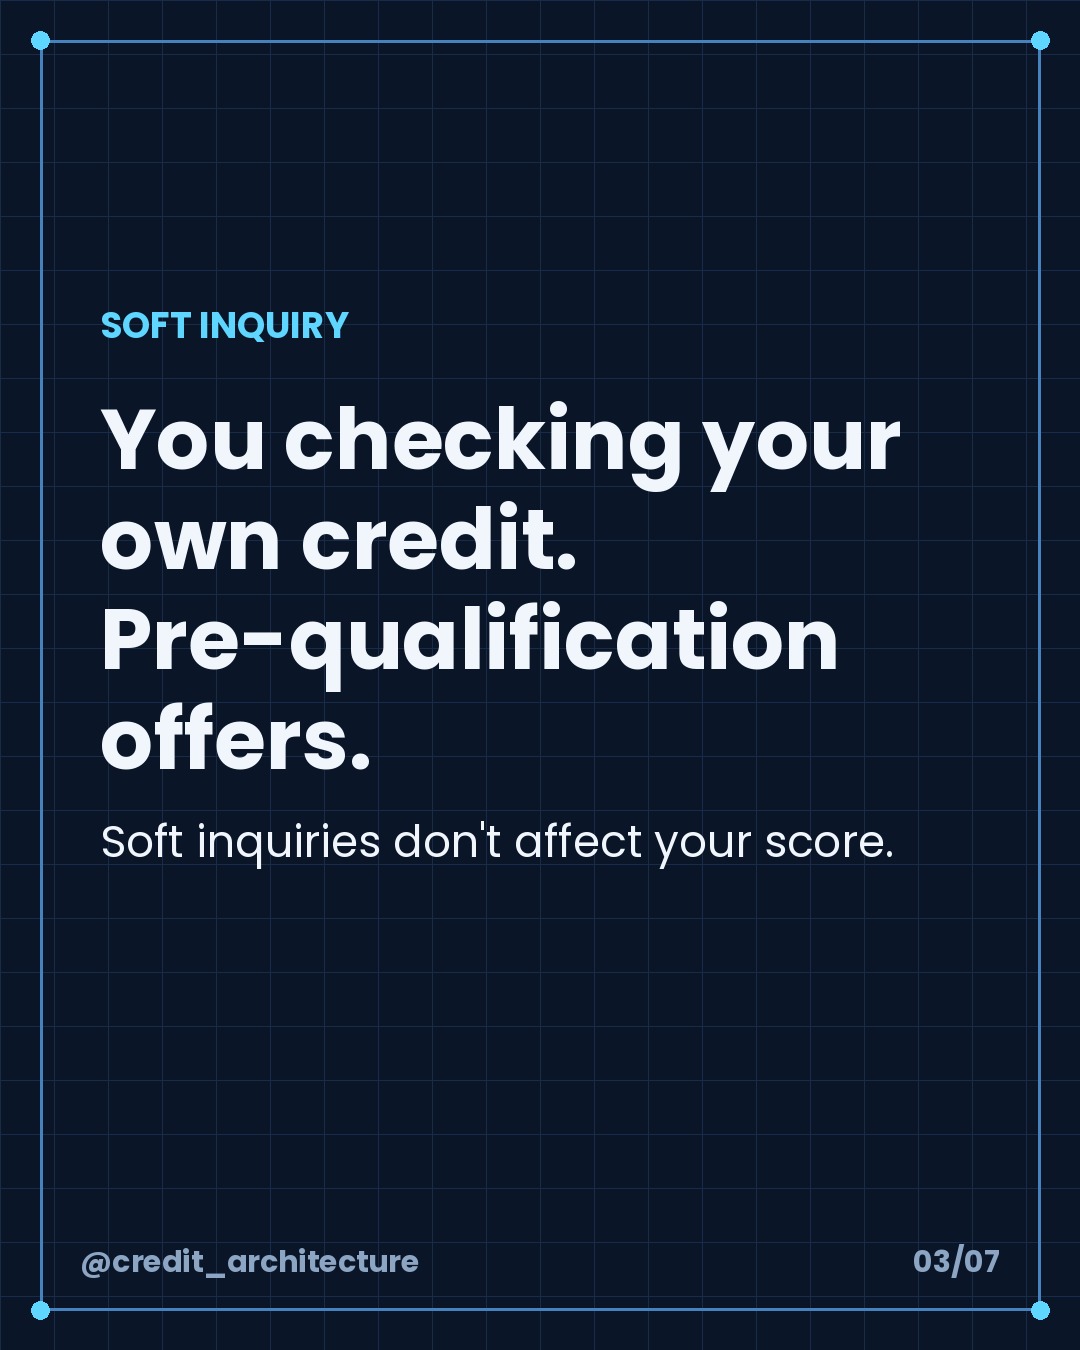 SOFT INQUIRY
You checking your
own credit.
Pre-qualification
offers.
Soft inquiries don't affect your score.
@credit_architecture
03/07